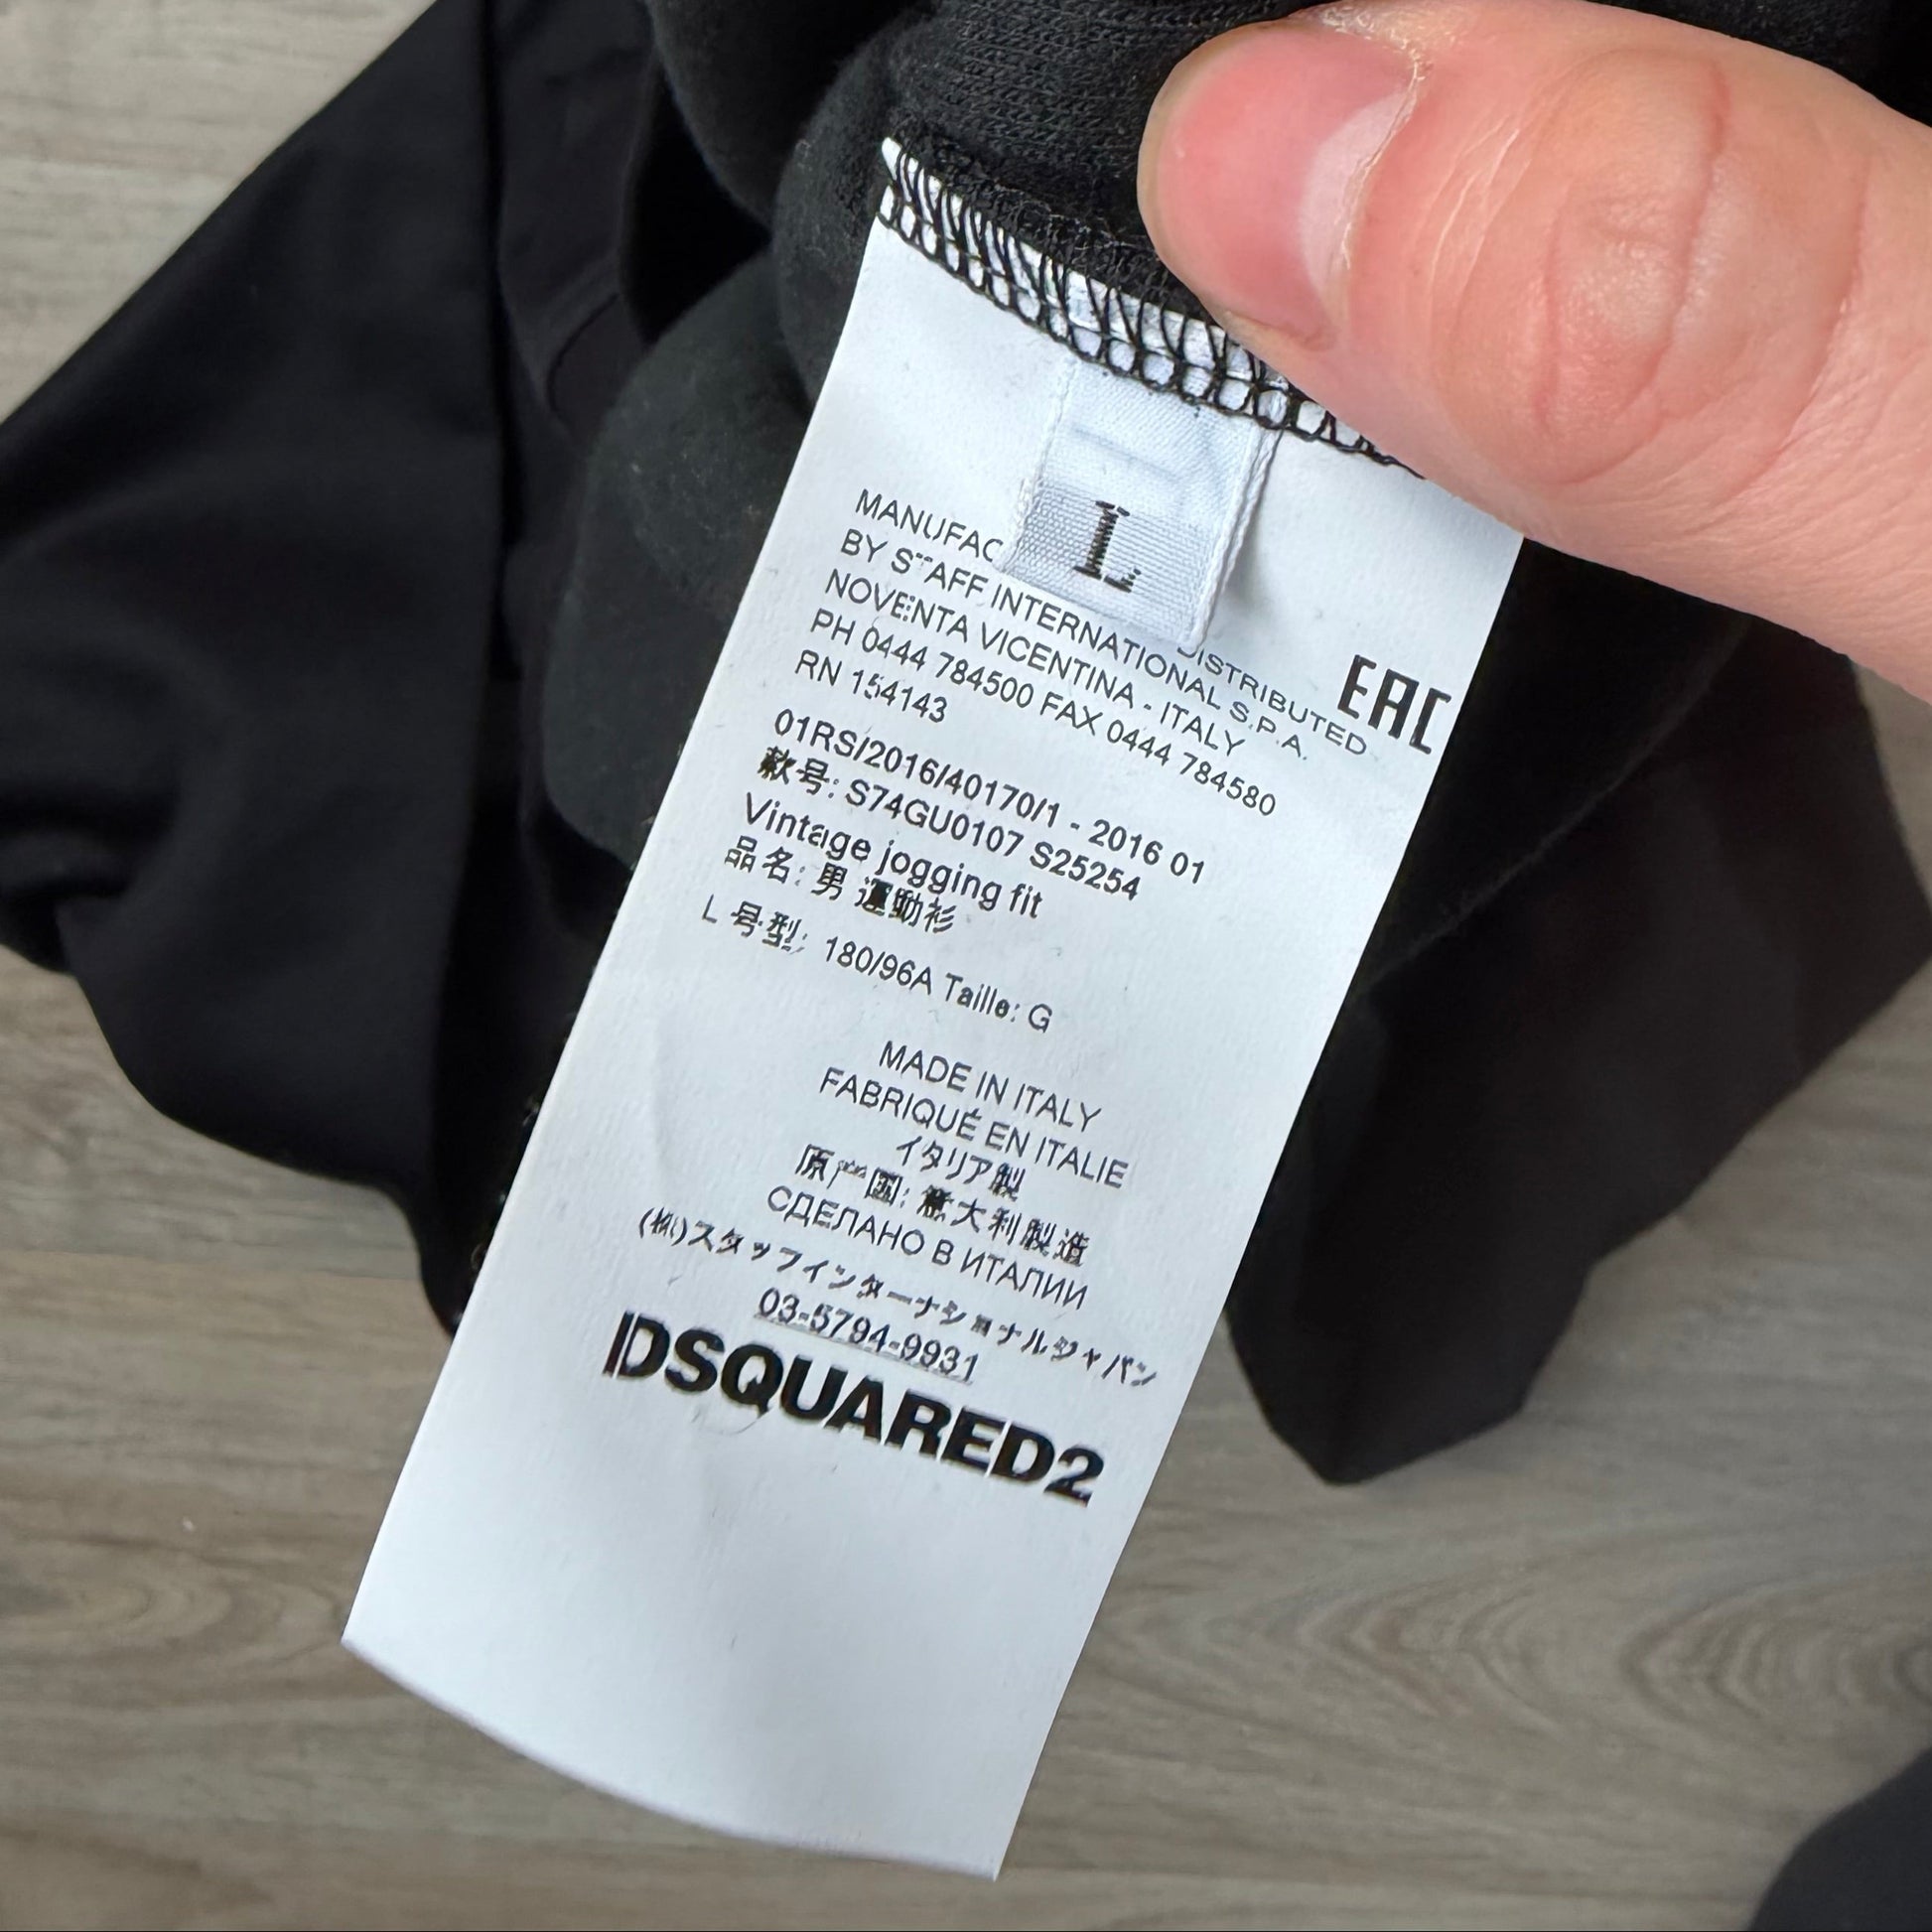 L
MANUFAC DISTRIBUTED
BY STAFF INTERNATIONAL S.P.A.
NOVENTA VICENTINA - ITALY
PH 0444 784500 FAX 0444 784580
RN 154143
EAC
01RS/2016/40170/1 - 2016 01
款号: S74GU0107 S25254
Vintage jogging fit
品名: 男 運動衫
L 号型: 180/96A Taille: G
MADE IN ITALY
FABRIQUÉ EN ITALIE
イタリア製
原产国: 意大利製造
СДЕЛАНО В ИТАЛИИ
(株)スタッフインターナショナルジャパン
03-5794-9931
DSQUARED2